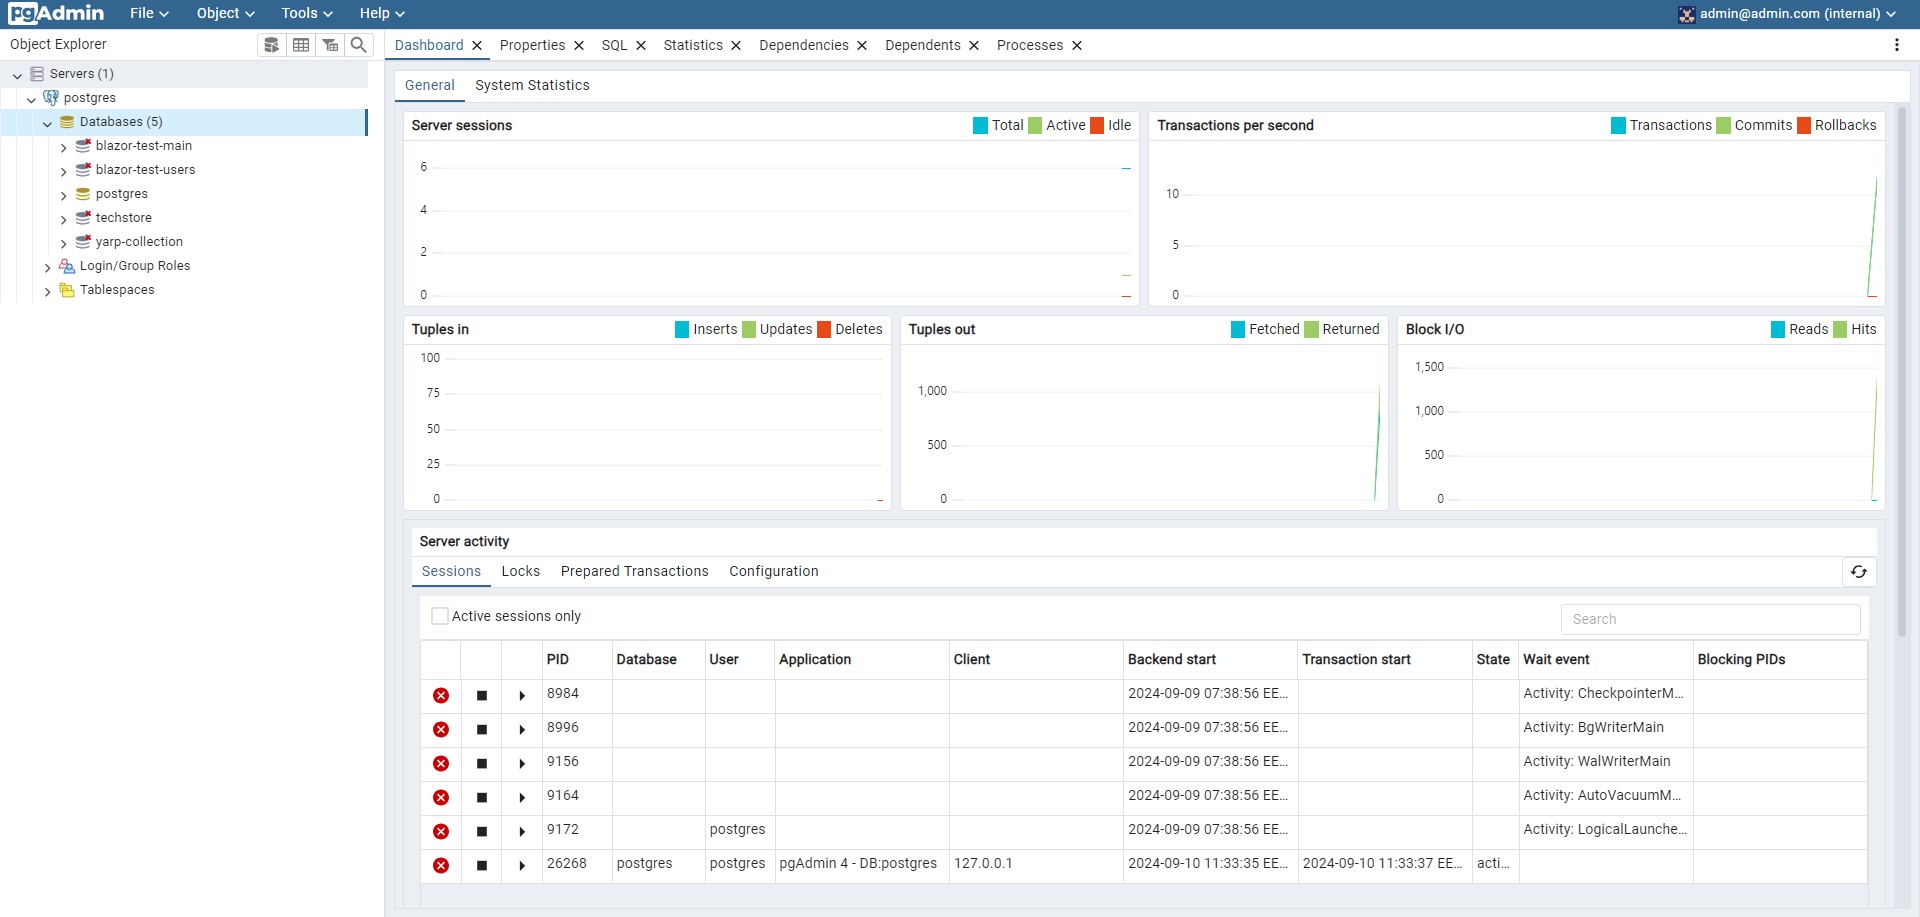 pgAdmin File Object Tools Help admin@admin.com (internal)
Object Explorer
Dashboard Properties SQL Statistics Dependencies Dependents Processes
Servers (1)
postgres
Databases (5)
blazor-test-main
blazor-test-users
postgres
techstore
yarp-collection
Login/Group Roles
Tablespaces
General System Statistics
Server sessions Total Active Idle
6
4
2
0
Transactions per second Transactions Commits Rollbacks
10
5
0
Tuples in Inserts Updates Deletes
100
75
50
25
0
Tuples out Fetched Returned
1,000
500
0
Block I/O Reads Hits
1,500
1,000
500
0
Server activity
Sessions Locks Prepared Transactions Configuration
Active sessions only Search
PID Database User Application Client Backend start Transaction start State Wait event Blocking PIDs
8984 2024-09-09 07:38:56 EE... Activity: CheckpointerM...
8996 2024-09-09 07:38:56 EE... Activity: BgWriterMain
9156 2024-09-09 07:38:56 EE... Activity: WalWriterMain
9164 2024-09-09 07:38:56 EE... Activity: AutoVacuumM...
9172 postgres 2024-09-09 07:38:56 EE... Activity: LogicalLaunche...
26268 postgres postgres pgAdmin 4 - DB:postgres 127.0.0.1 2024-09-10 11:33:35 EE... 2024-09-10 11:33:37 EE... acti...